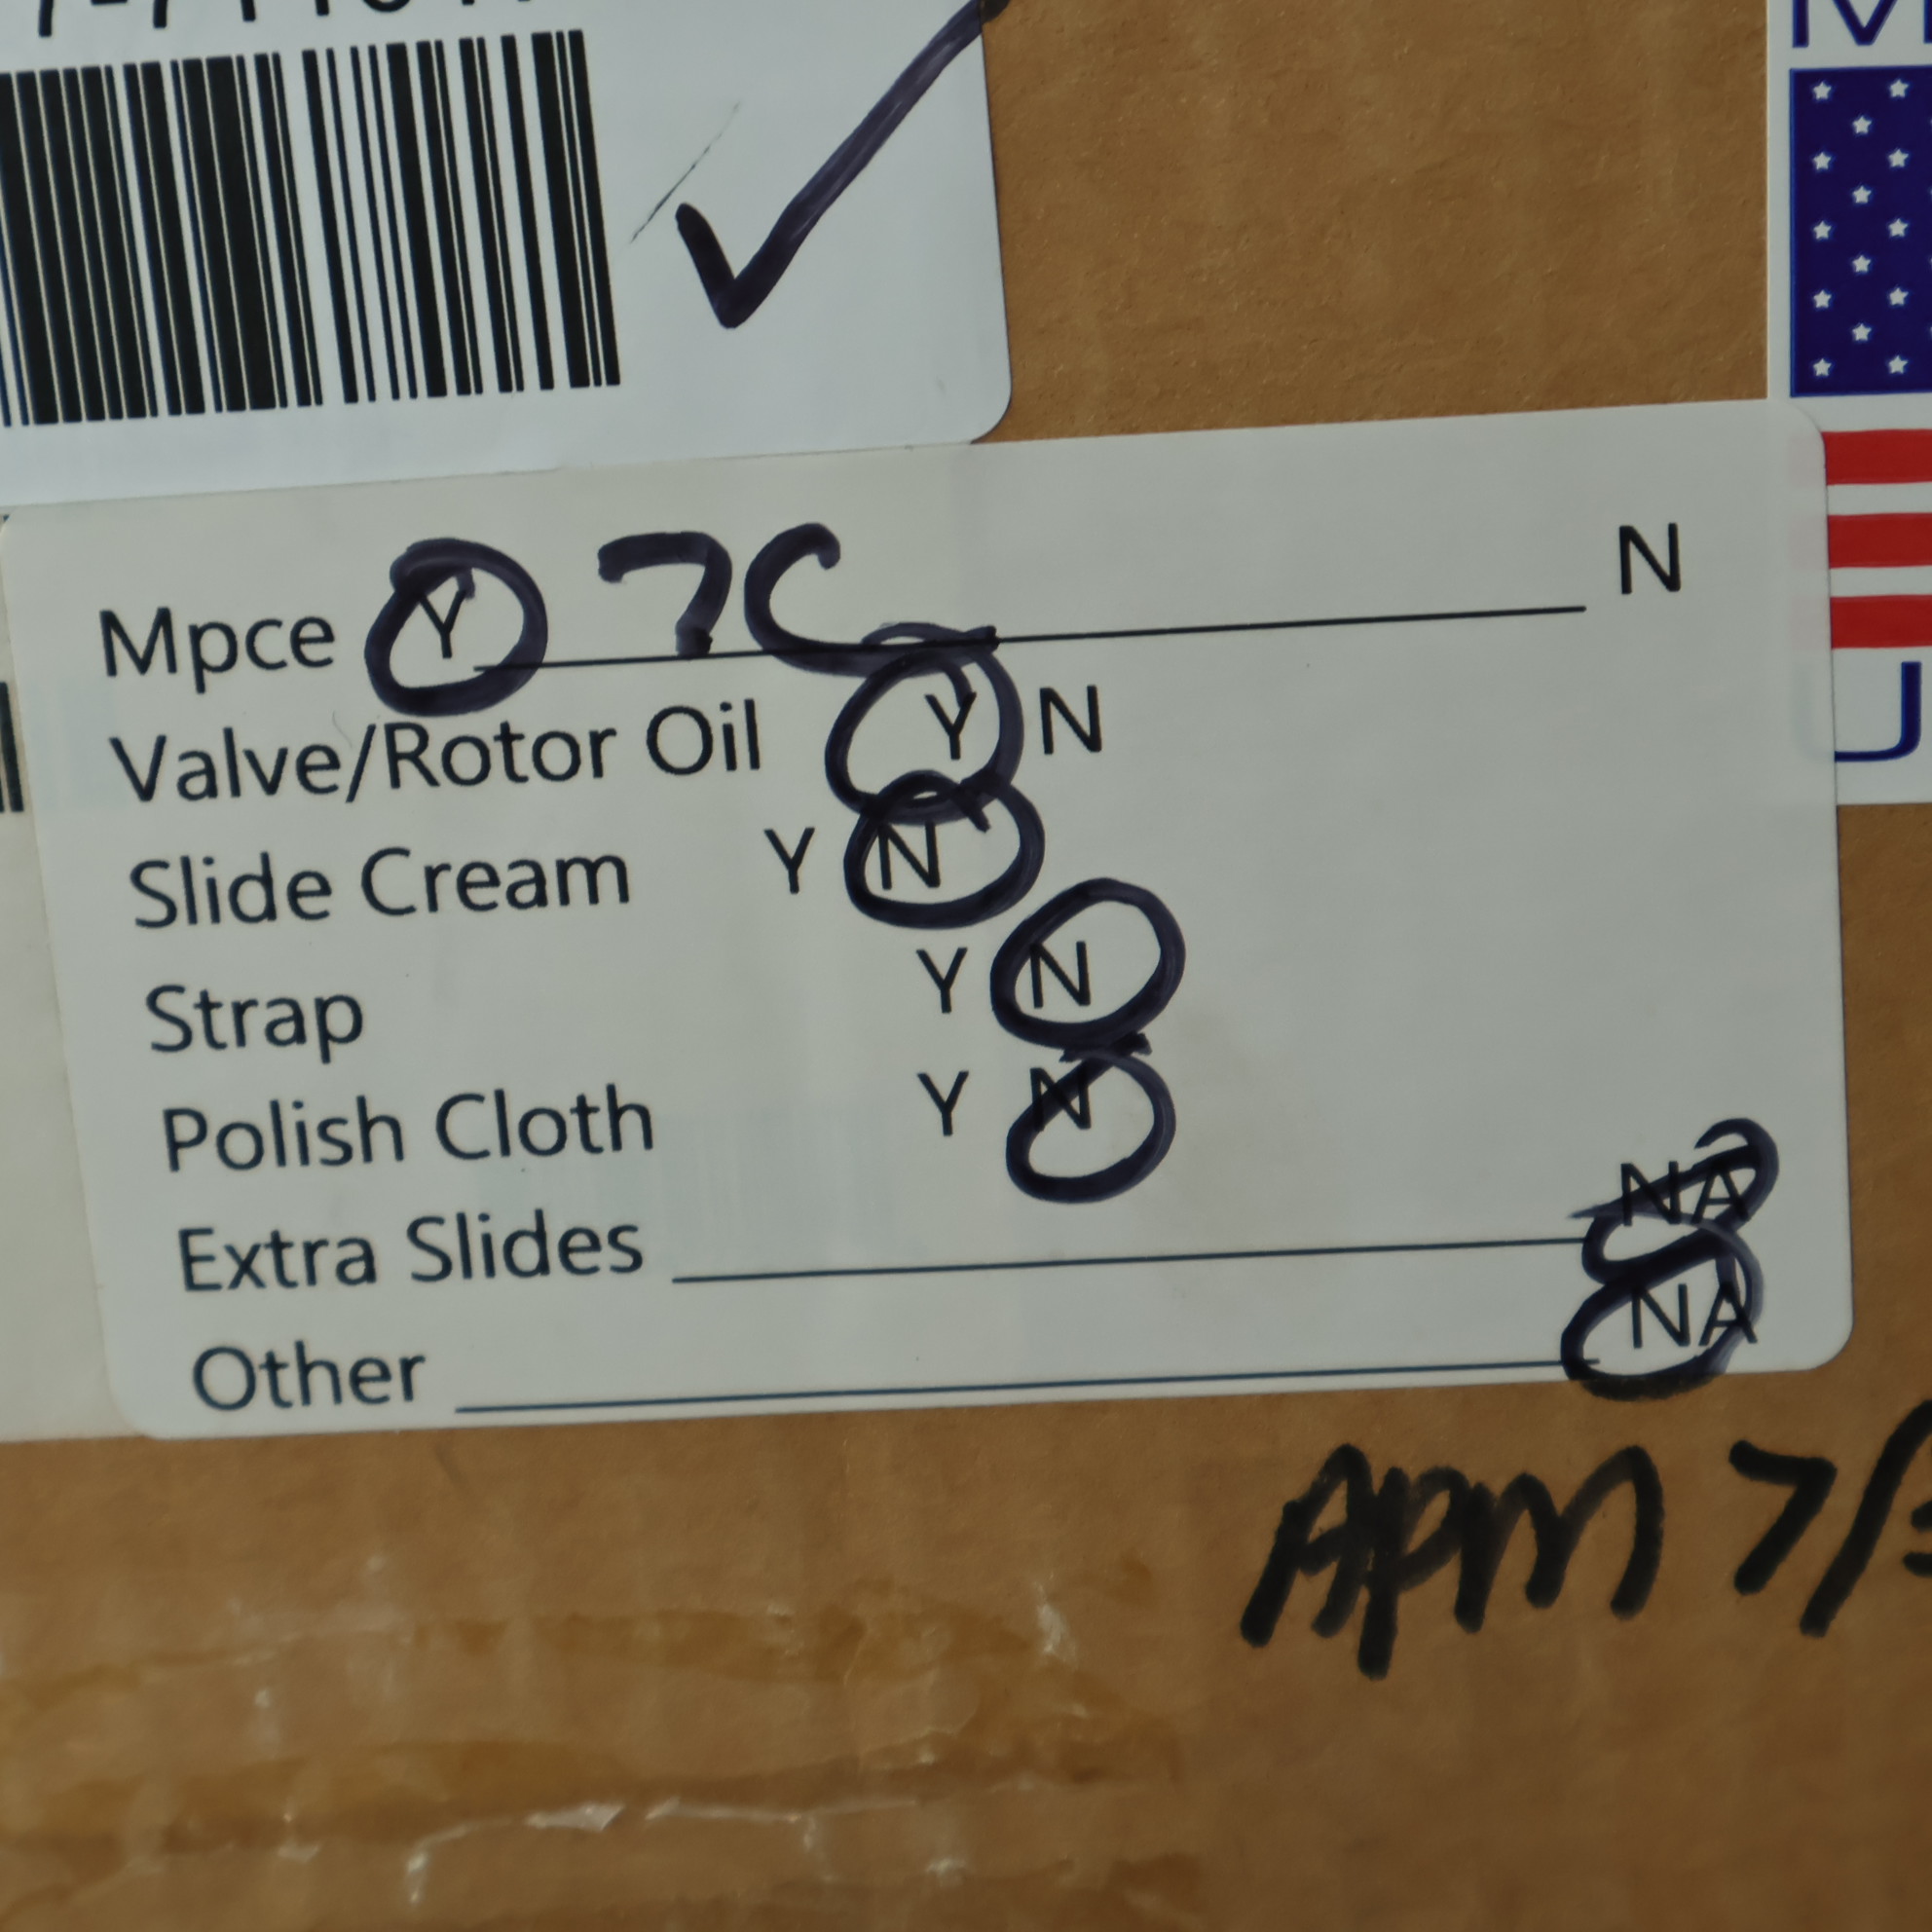 M
Mpce Y 7C N
Valve/Rotor Oil Y N
Slide Cream Y N
Strap Y N
Polish Cloth Y N
Extra Slides NA
Other NA
U
APM 7/